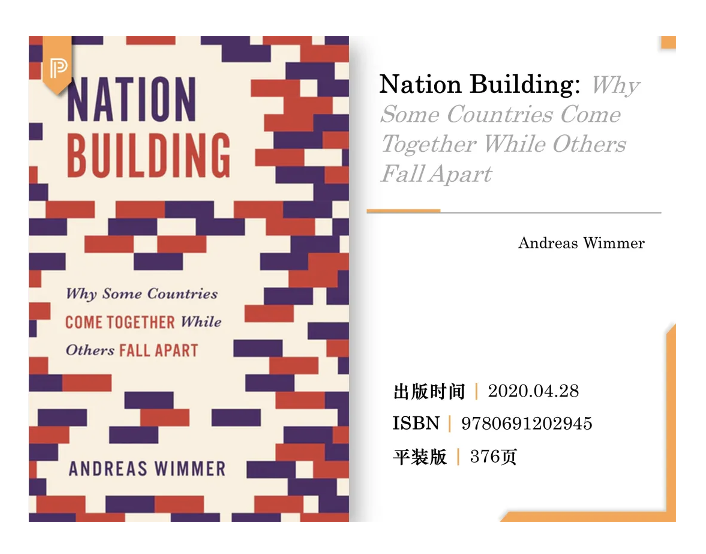 NATION
BUILDING
Why Some Countries
COME TOGETHER While
Others FALL APART
ANDREAS WIMMER
Nation Building: Why
Some Countries Come
Together While Others
Fall Apart
Andreas Wimmer
出版时间 | 2020.04.28
ISBN | 9780691202945
平装版 | 376页